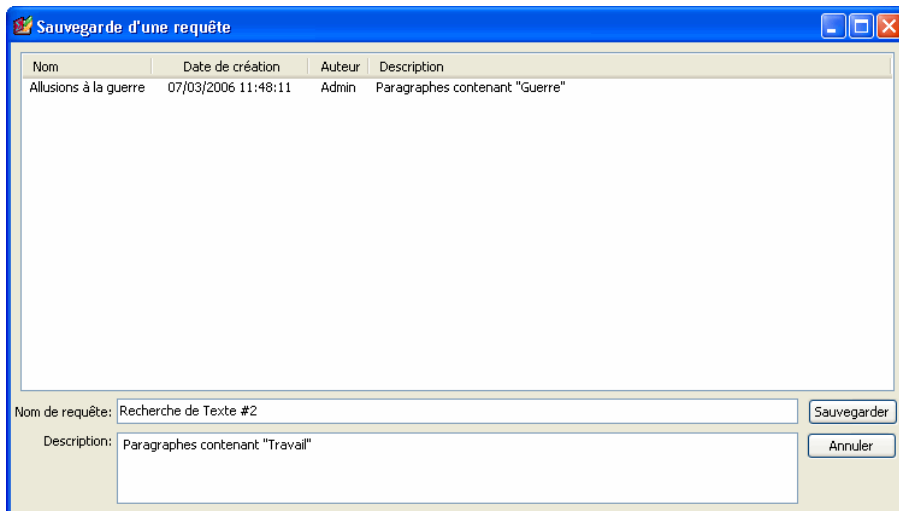 Sauvegarde d'une requête
Nom Date de création Auteur Description
Allusions à la guerre 07/03/2006 11:48:11 Admin Paragraphes contenant "Guerre"
Nom de requête: Recherche de Texte #2 Sauvegarder
Description: Paragraphes contenant "Travail" Annuler